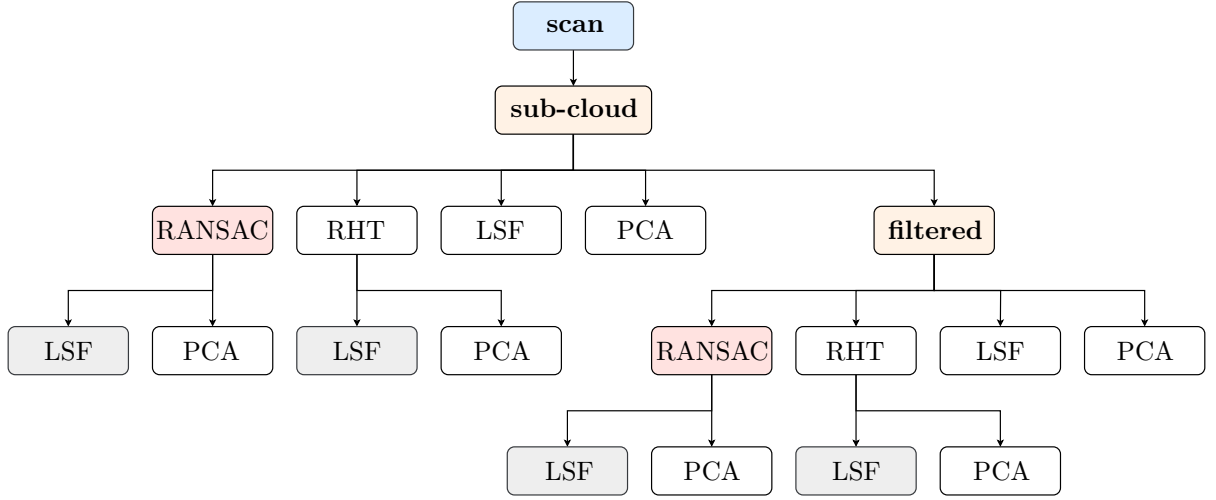 scan
sub-cloud
RANSAC RHT LSF PCA filtered
LSF PCA LSF PCA RANSAC RHT LSF PCA
LSF PCA LSF PCA